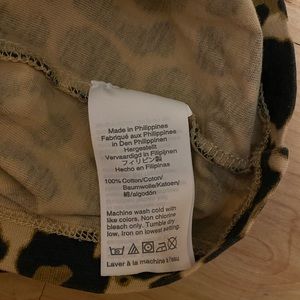 Made in Philippines
Fabriqué aux Philippines
In Den Philippinen
Hergestellt
Vervaardigd in Filipijnen
フィリピン製
Hecho en Filipinas
100% Cotton/Coton/
Baumwolle/Katoen/
綿/algodón
Machine wash cold with
like colors. Non chlorine
bleach only. Tumble dry
low. Iron on lowest setting.
Laver à la machine à l'eau